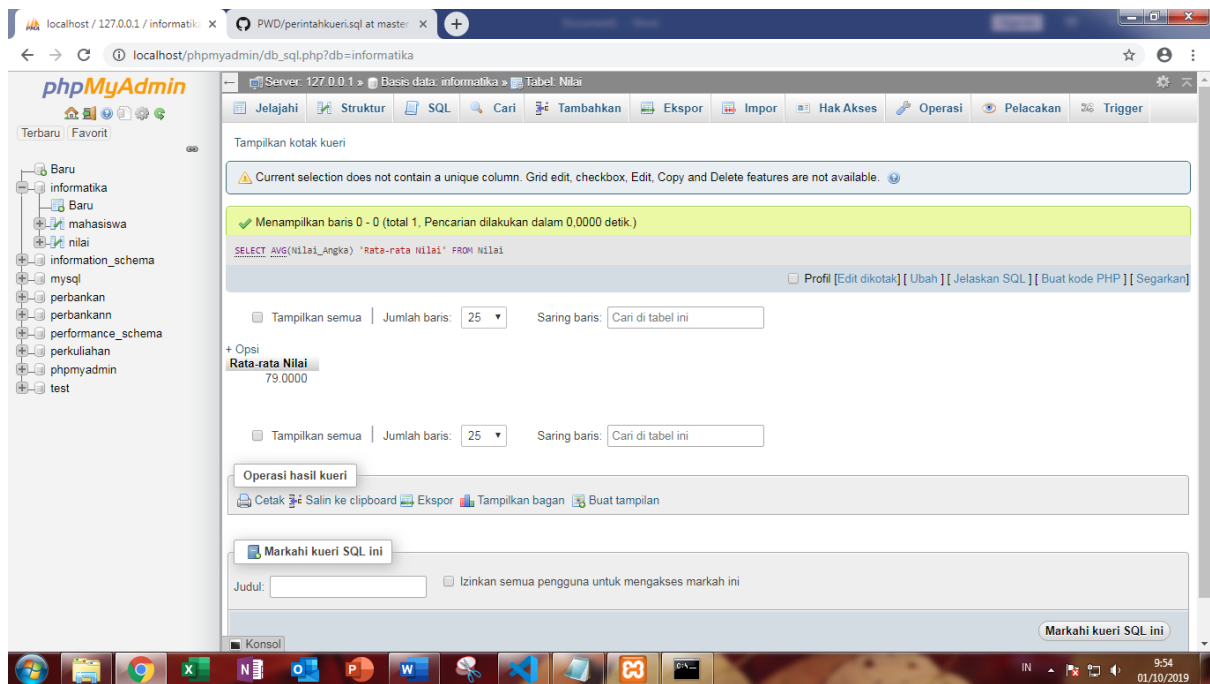 localhost / 127.0.0.1 / informatik
PWD/perintahkueri.sql at master
localhost/phpmyadmin/db_sql.php?db=informatika
phpMyAdmin
Terbaru Favorit
Baru
informatika
Baru
mahasiswa
nilai
information_schema
mysql
perbankan
perbankann
performance_schema
perkuliahan
phpmyadmin
test
Server: 127.0.0.1 » Basis data: informatika » Tabel: Nilai
Jelajahi Struktur SQL Cari Tambahkan Ekspor Impor Hak Akses Operasi Pelacakan Trigger
Tampilkan kotak kueri
Current selection does not contain a unique column. Grid edit, checkbox, Edit, Copy and Delete features are not available.
Menampilkan baris 0 - 0 (total 1, Pencarian dilakukan dalam 0,0000 detik.)
SELECT AVG(Nilai_Angka) 'Rata-rata Nilai' FROM Nilai
Profil [Edit dikotak] [ Ubah ] [ Jelaskan SQL ] [ Buat kode PHP ] [ Segarkan]
Tampilkan semua | Jumlah baris: 25 Saring baris: Cari di tabel ini
+ Opsi
Rata-rata Nilai
79.0000
Tampilkan semua | Jumlah baris: 25 Saring baris: Cari di tabel ini
Operasi hasil kueri
Cetak Salin ke clipboard Ekspor Tampilkan bagan Buat tampilan
Markahi kueri SQL ini
Judul: Izinkan semua pengguna untuk mengakses markah ini
Markahi kueri SQL ini
Konsol
IN
9:54
01/10/2019